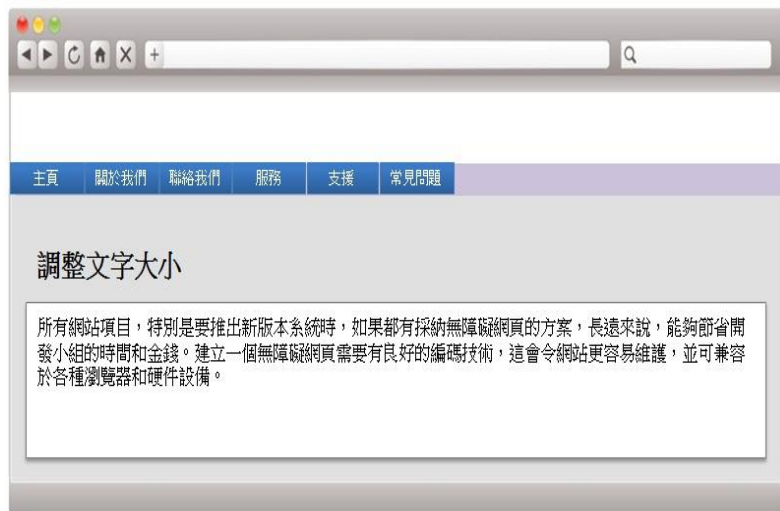 主頁 關於我們 聯絡我們 服務 支援 常見問題
調整文字大小
所有網站項目，特別是要推出新版本系統時，如果都有採納無障礙網頁的方案，長遠來說，能夠節省開
發小組的時間和金錢。建立一個無障礙網頁需要有良好的編碼技術，這會令網站更容易維護，並可兼容
於各種瀏覽器和硬件設備。